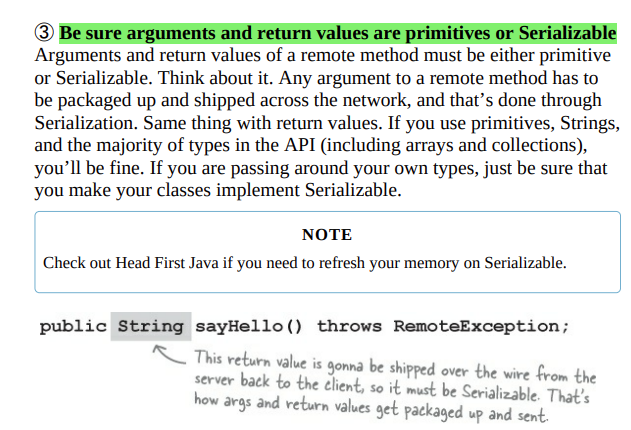 ③ Be sure arguments and return values are primitives or Serializable
Arguments and return values of a remote method must be either primitive
or Serializable. Think about it. Any argument to a remote method has to
be packaged up and shipped across the network, and that’s done through
Serialization. Same thing with return values. If you use primitives, Strings,
and the majority of types in the API (including arrays and collections),
you’ll be fine. If you are passing around your own types, just be sure that
you make your classes implement Serializable.
NOTE
Check out Head First Java if you need to refresh your memory on Serializable.
public String sayHello() throws RemoteException;
This return value is gonna be shipped over the wire from the
server back to the client, so it must be Serializable. That’s
how args and return values get packaged up and sent.